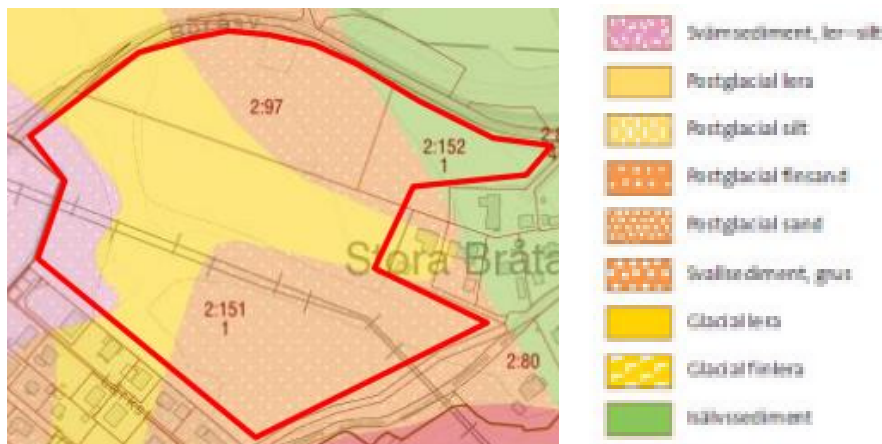 2:97
2:152
1
Stora Bråta
2:151
1
2:80
Svämsediment, ler--silt
Postglacial lera
Postglacial silt
Postglacial finsand
Postglacial sand
Svallsediment, grus
Glacial lera
Glacial finlera
Isälvssediment